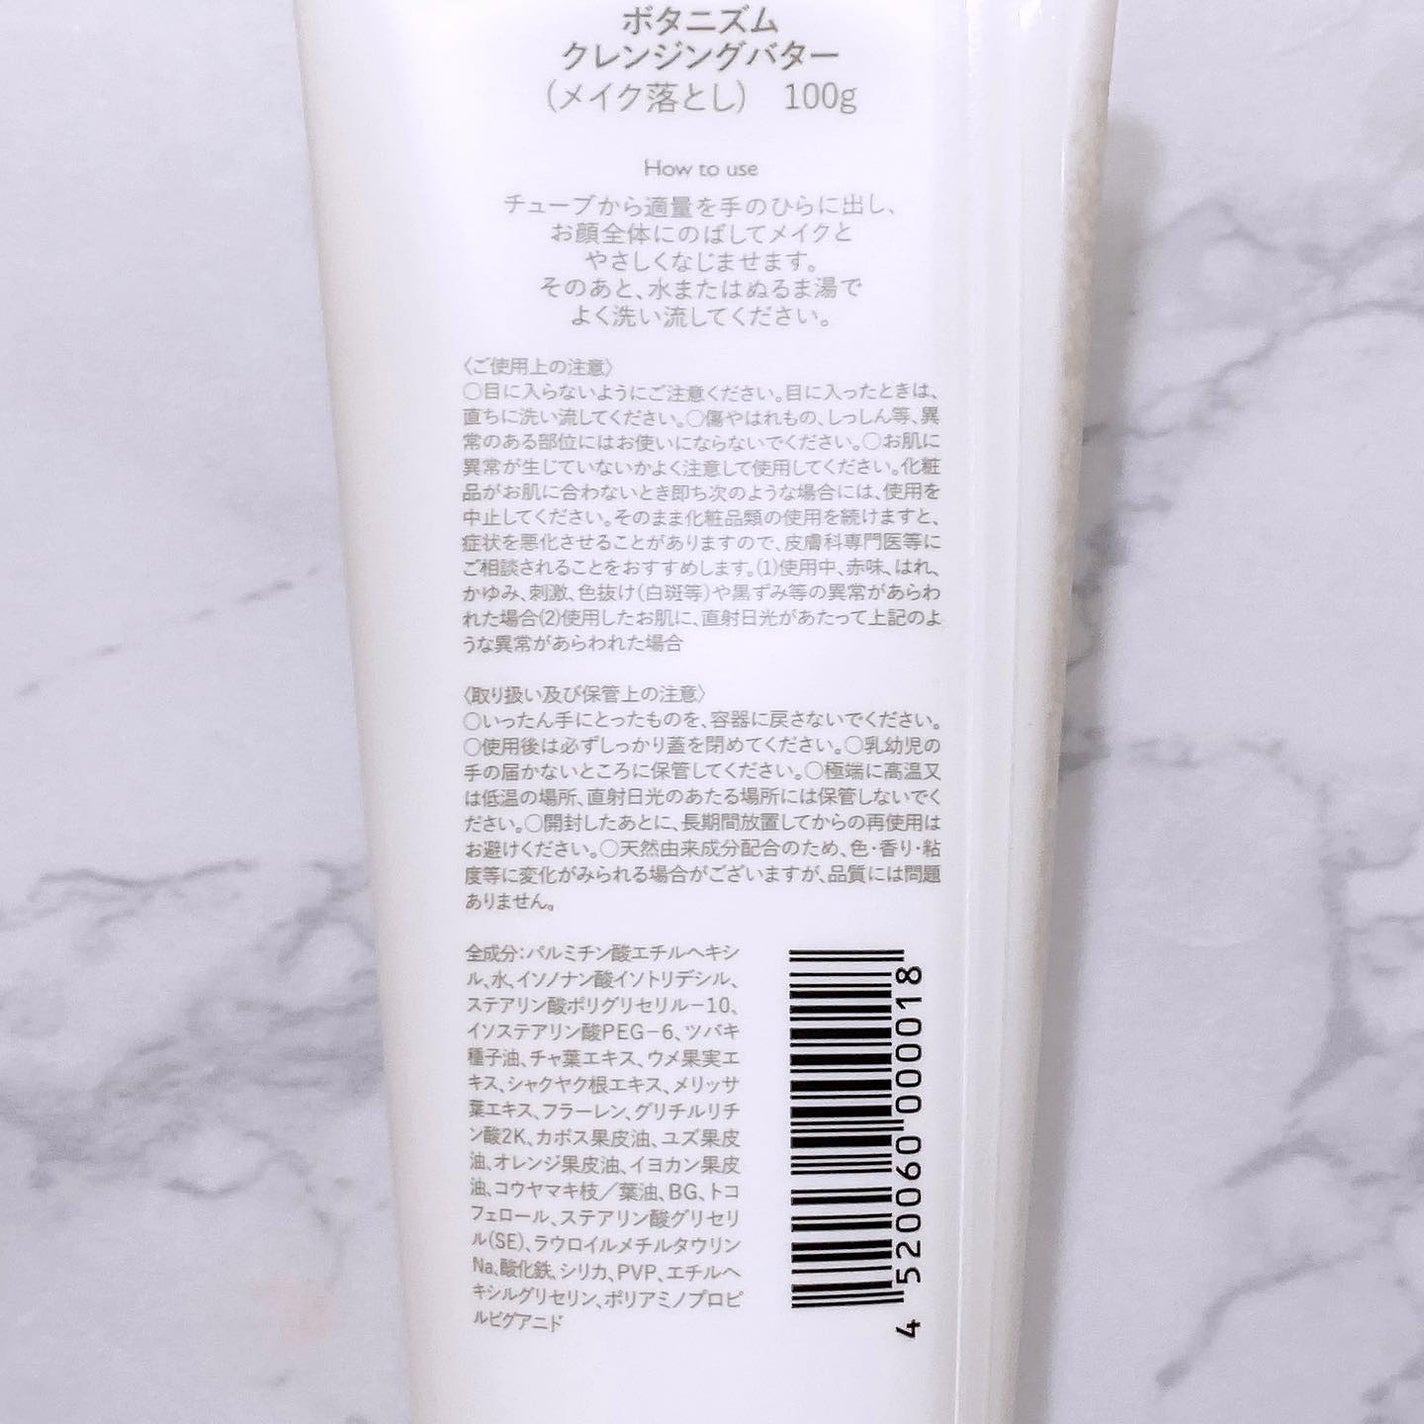 ボタニズム
クレンジングバター
（メイク落とし） 100g
How to use
チューブから適量を手のひらに出し、
お顔全体にのばしてメイクと
やさしくなじませます。
そのあと、水またはぬるま湯で
よく洗い流してください。
〈ご使用上の注意〉
○目に入らないようにご注意ください。目に入ったときは、
直ちに洗い流してください。○傷やはれもの、しっしん等、異
常のある部位にはお使いにならないでください。○お肌に
異常が生じていないかよく注意して使用してください。化粧
品がお肌に合わないとき即ち次のような場合には、使用を
中止してください。そのまま化粧品類の使用を続けますと、
症状を悪化させることがありますので、皮膚科専門医等に
ご相談されることをおすすめします。(1)使用中、赤味、はれ、
かゆみ、刺激、色抜け（白斑等）や黒ずみ等の異常があらわ
れた場合(2)使用したお肌に、直射日光があたって上記のよ
うな異常があらわれた場合
〈取り扱い及び保管上の注意〉
○いったん手にとったものを、容器に戻さないでください。
○使用後は必ずしっかり蓋を閉めてください。○乳幼児の
手の届かないところに保管してください。○極端に高温又
は低温の場所、直射日光のあたる場所には保管しないでく
ださい。○開封したあとに、長期間放置してからの再使用は
お避けください。○天然由来成分配合のため、色・香り・粘
度等に変化がみられる場合がございますが、品質には問題
ありません。
全成分：パルミチン酸エチルヘキシ
ル、水、イソノナン酸イソトリデシル、
ステアリン酸ポリグリセリル－10、
イソステアリン酸PEG－6、ツバキ
種子油、チャ葉エキス、ウメ果実エ
キス、シャクヤク根エキス、メリッサ
葉エキス、フラーレン、グリチルリチ
ン酸2K、カボス果皮油、ユズ果皮
油、オレンジ果皮油、イヨカン果皮
油、コウヤマキ枝／葉油、BG、トコ
フェロール、ステアリン酸グリセリ
ル(SE)、ラウロイルメチルタウリン
Na、酸化鉄、シリカ、PVP、エチルヘ
キシルグリセリン、ポリアミノプロピ
ルビグアニド
4 520060 000018